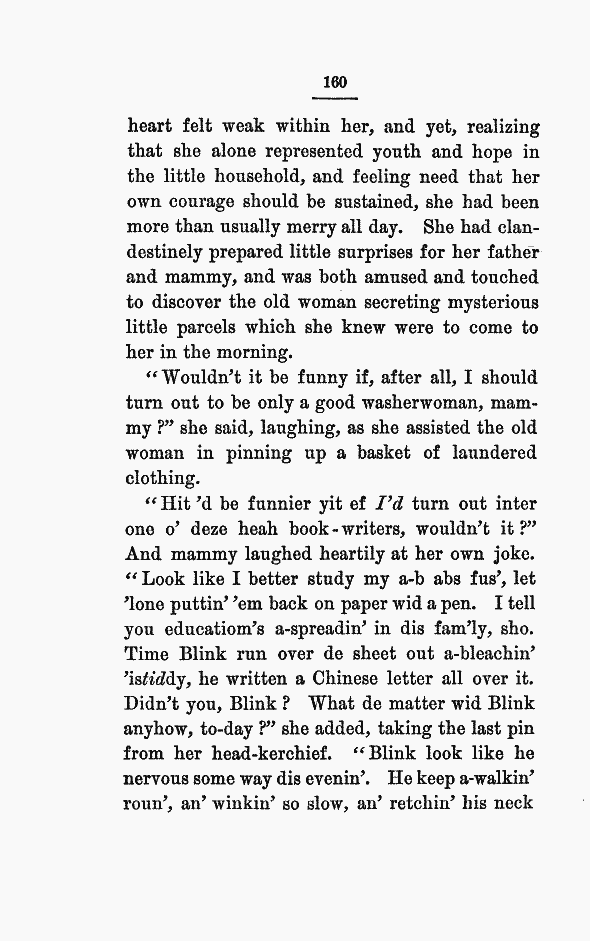 160
heart felt weak within her, and yet, realizing
that she alone represented youth and hope in
the little household, and feeling need that her
own courage should be sustained, she had been
more than usually merry all day. She had clan-
destinely prepared little surprises for her father
and mammy, and was both amused and touched
to discover the old woman secreting mysterious
little parcels which she knew were to come to
her in the morning.
“Wouldn’t it be funny if, after all, I should
turn out to be only a good washerwoman, mam-
my?” she said, laughing, as she assisted the old
woman in pinning up a basket of laundered
clothing.
“Hit ’d be funnier yit ef I’d turn out inter
one o’ deze heah book-writers, wouldn’t it?”
And mammy laughed heartily at her own joke.
“Look like I better study my a-b abs fus’, let
’lone puttin’ ’em back on paper wid a pen. I tell
you educatiom’s a-spreadin’ in dis fam’ly, sho.
Time Blink run over de sheet out a-bleachin’
’istiddy, he written a Chinese letter all over it.
Didn’t you, Blink? What de matter wid Blink
anyhow, to-day?” she added, taking the last pin
from her head-kerchief. “Blink look like he
nervous some way dis evenin’. He keep a-walkin’
roun’, an’ winkin’ so slow, an’ retchin’ his neck